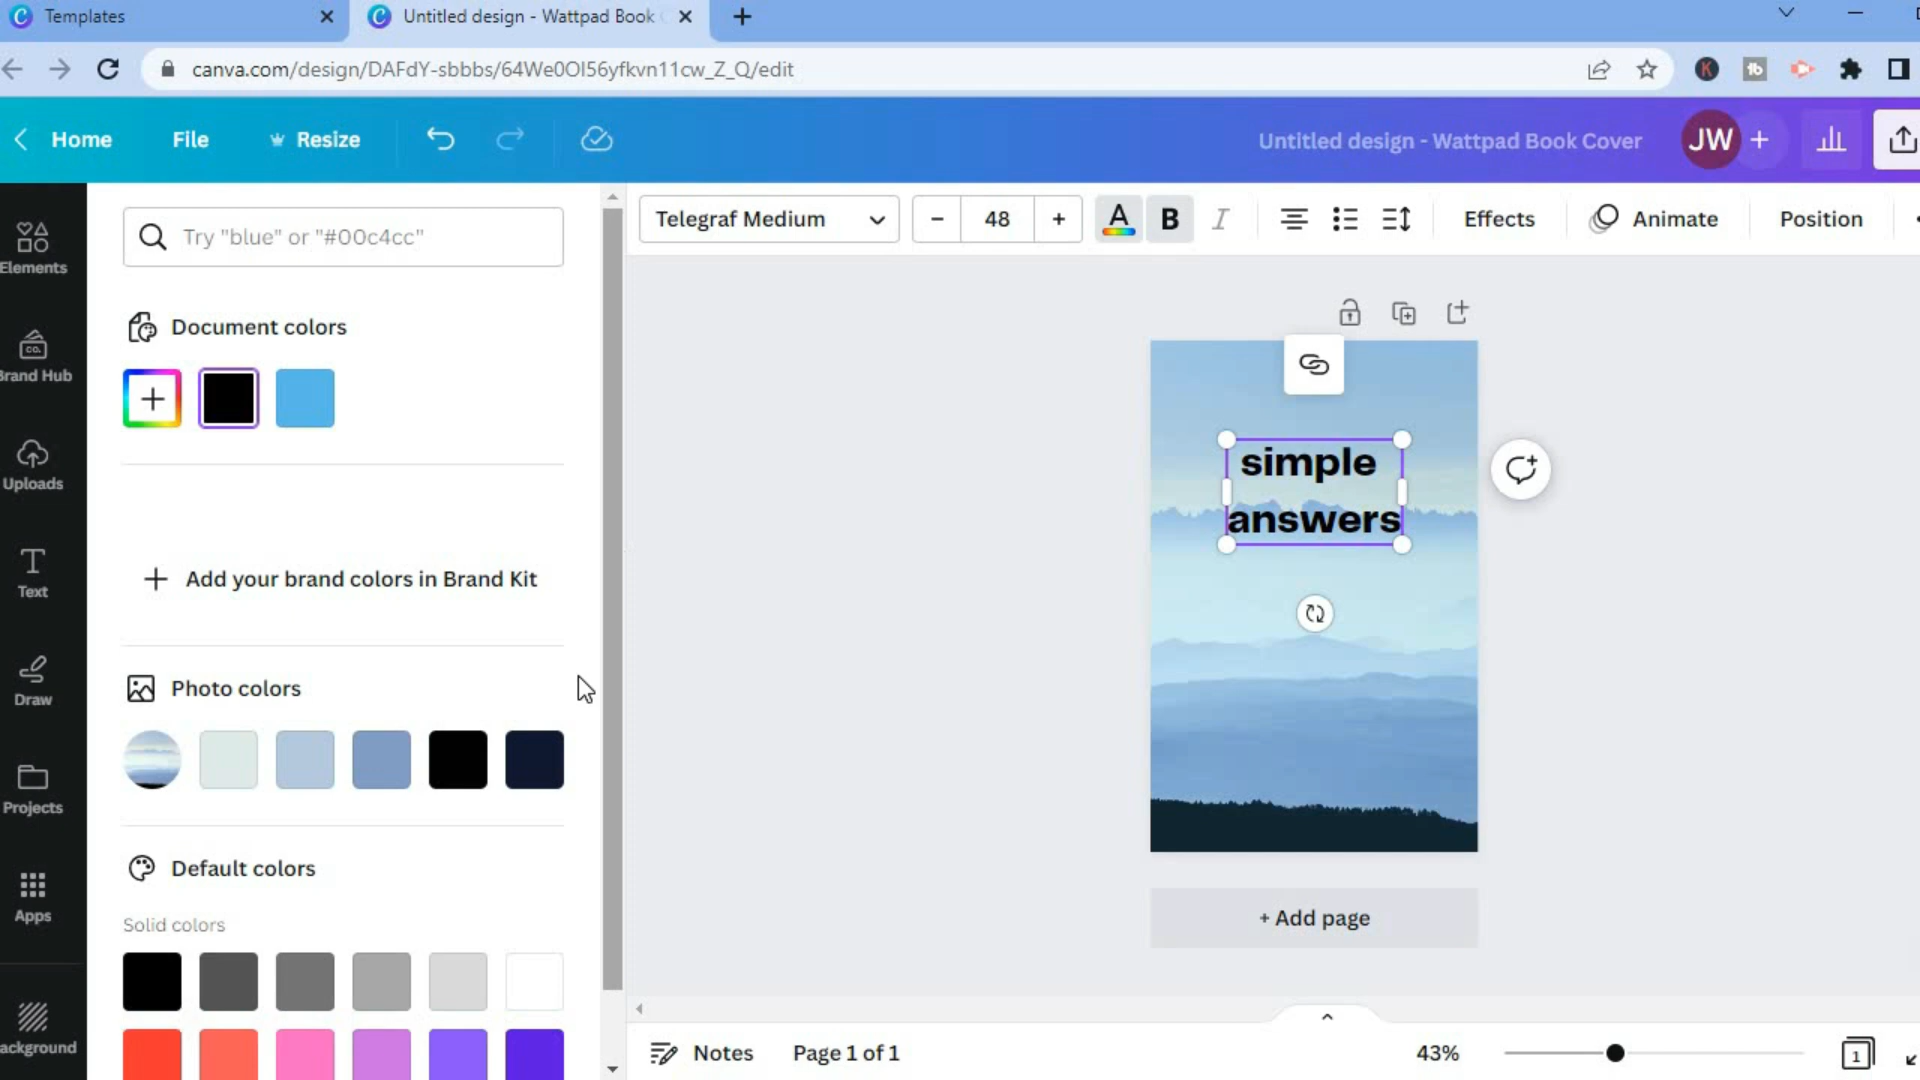 Templates
Untitled design - Wattpad Book
canva.com/design/DAFdY-sbbbs/64We0OI56yfkvn11cw_Z_Q/edit
Home
File
Resize
Untitled design - Wattpad Book Cover
JW
Elements
Brand Hub
Uploads
Text
Draw
Projects
Apps
ackground
Try "blue" or "#00c4cc"
Document colors
Add your brand colors in Brand Kit
Photo colors
Default colors
Solid colors
Telegraf Medium
48
A
B
I
Effects
Animate
Position
simple
answers
+ Add page
Notes
Page 1 of 1
43%
1